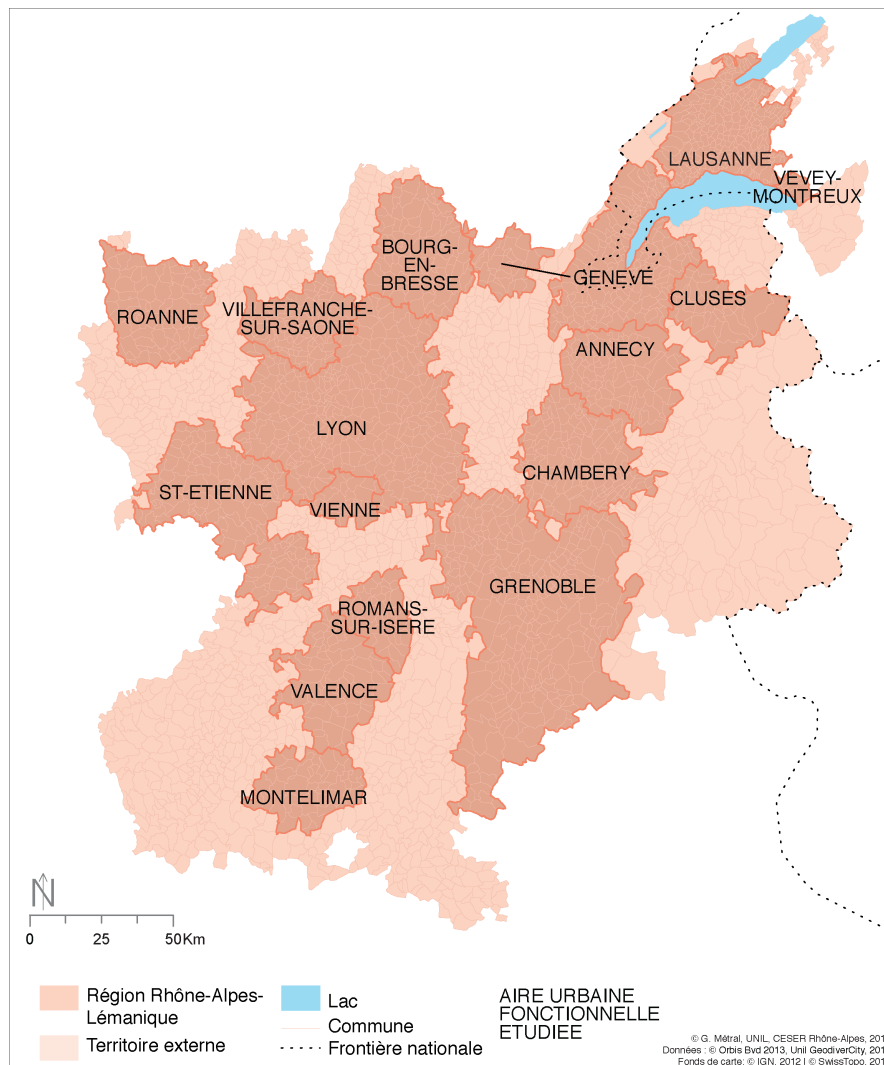 LAUSANNE
VEVEY-
MONTREUX
BOURG-
EN-
BRESSE
GENEVE
CLUSES
ROANNE
VILLEFRANCHE-
SUR-SAONE
ANNECY
LYON
CHAMBERY
ST-ETIENNE
VIENNE
GRENOBLE
ROMANS-
SUR-ISERE
VALENCE
MONTELIMAR
N
0 25 50Km
Région Rhône-Alpes-
Lémanique
Territoire externe
Lac
Commune
Frontière nationale
AIRE URBAINE
FONCTIONNELLE
ETUDIEE
© G. Métral, UNIL, CESER Rhône-Alpes, 201
Données : © Orbis Bvd 2013, Unil GeodiverCity, 201
Fonds de carte: © IGN, 2012 | © SwissTopo, 201